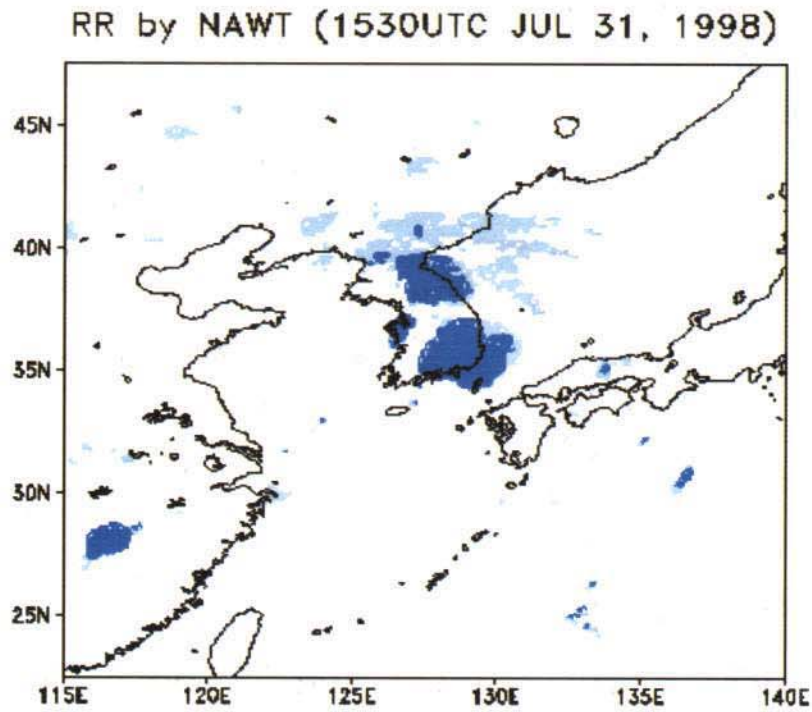 RR by NAWT (1530UTC JUL 31, 1998)
45N
40N
35N
30N
25N
115E 120E 125E 130E 135E 140E